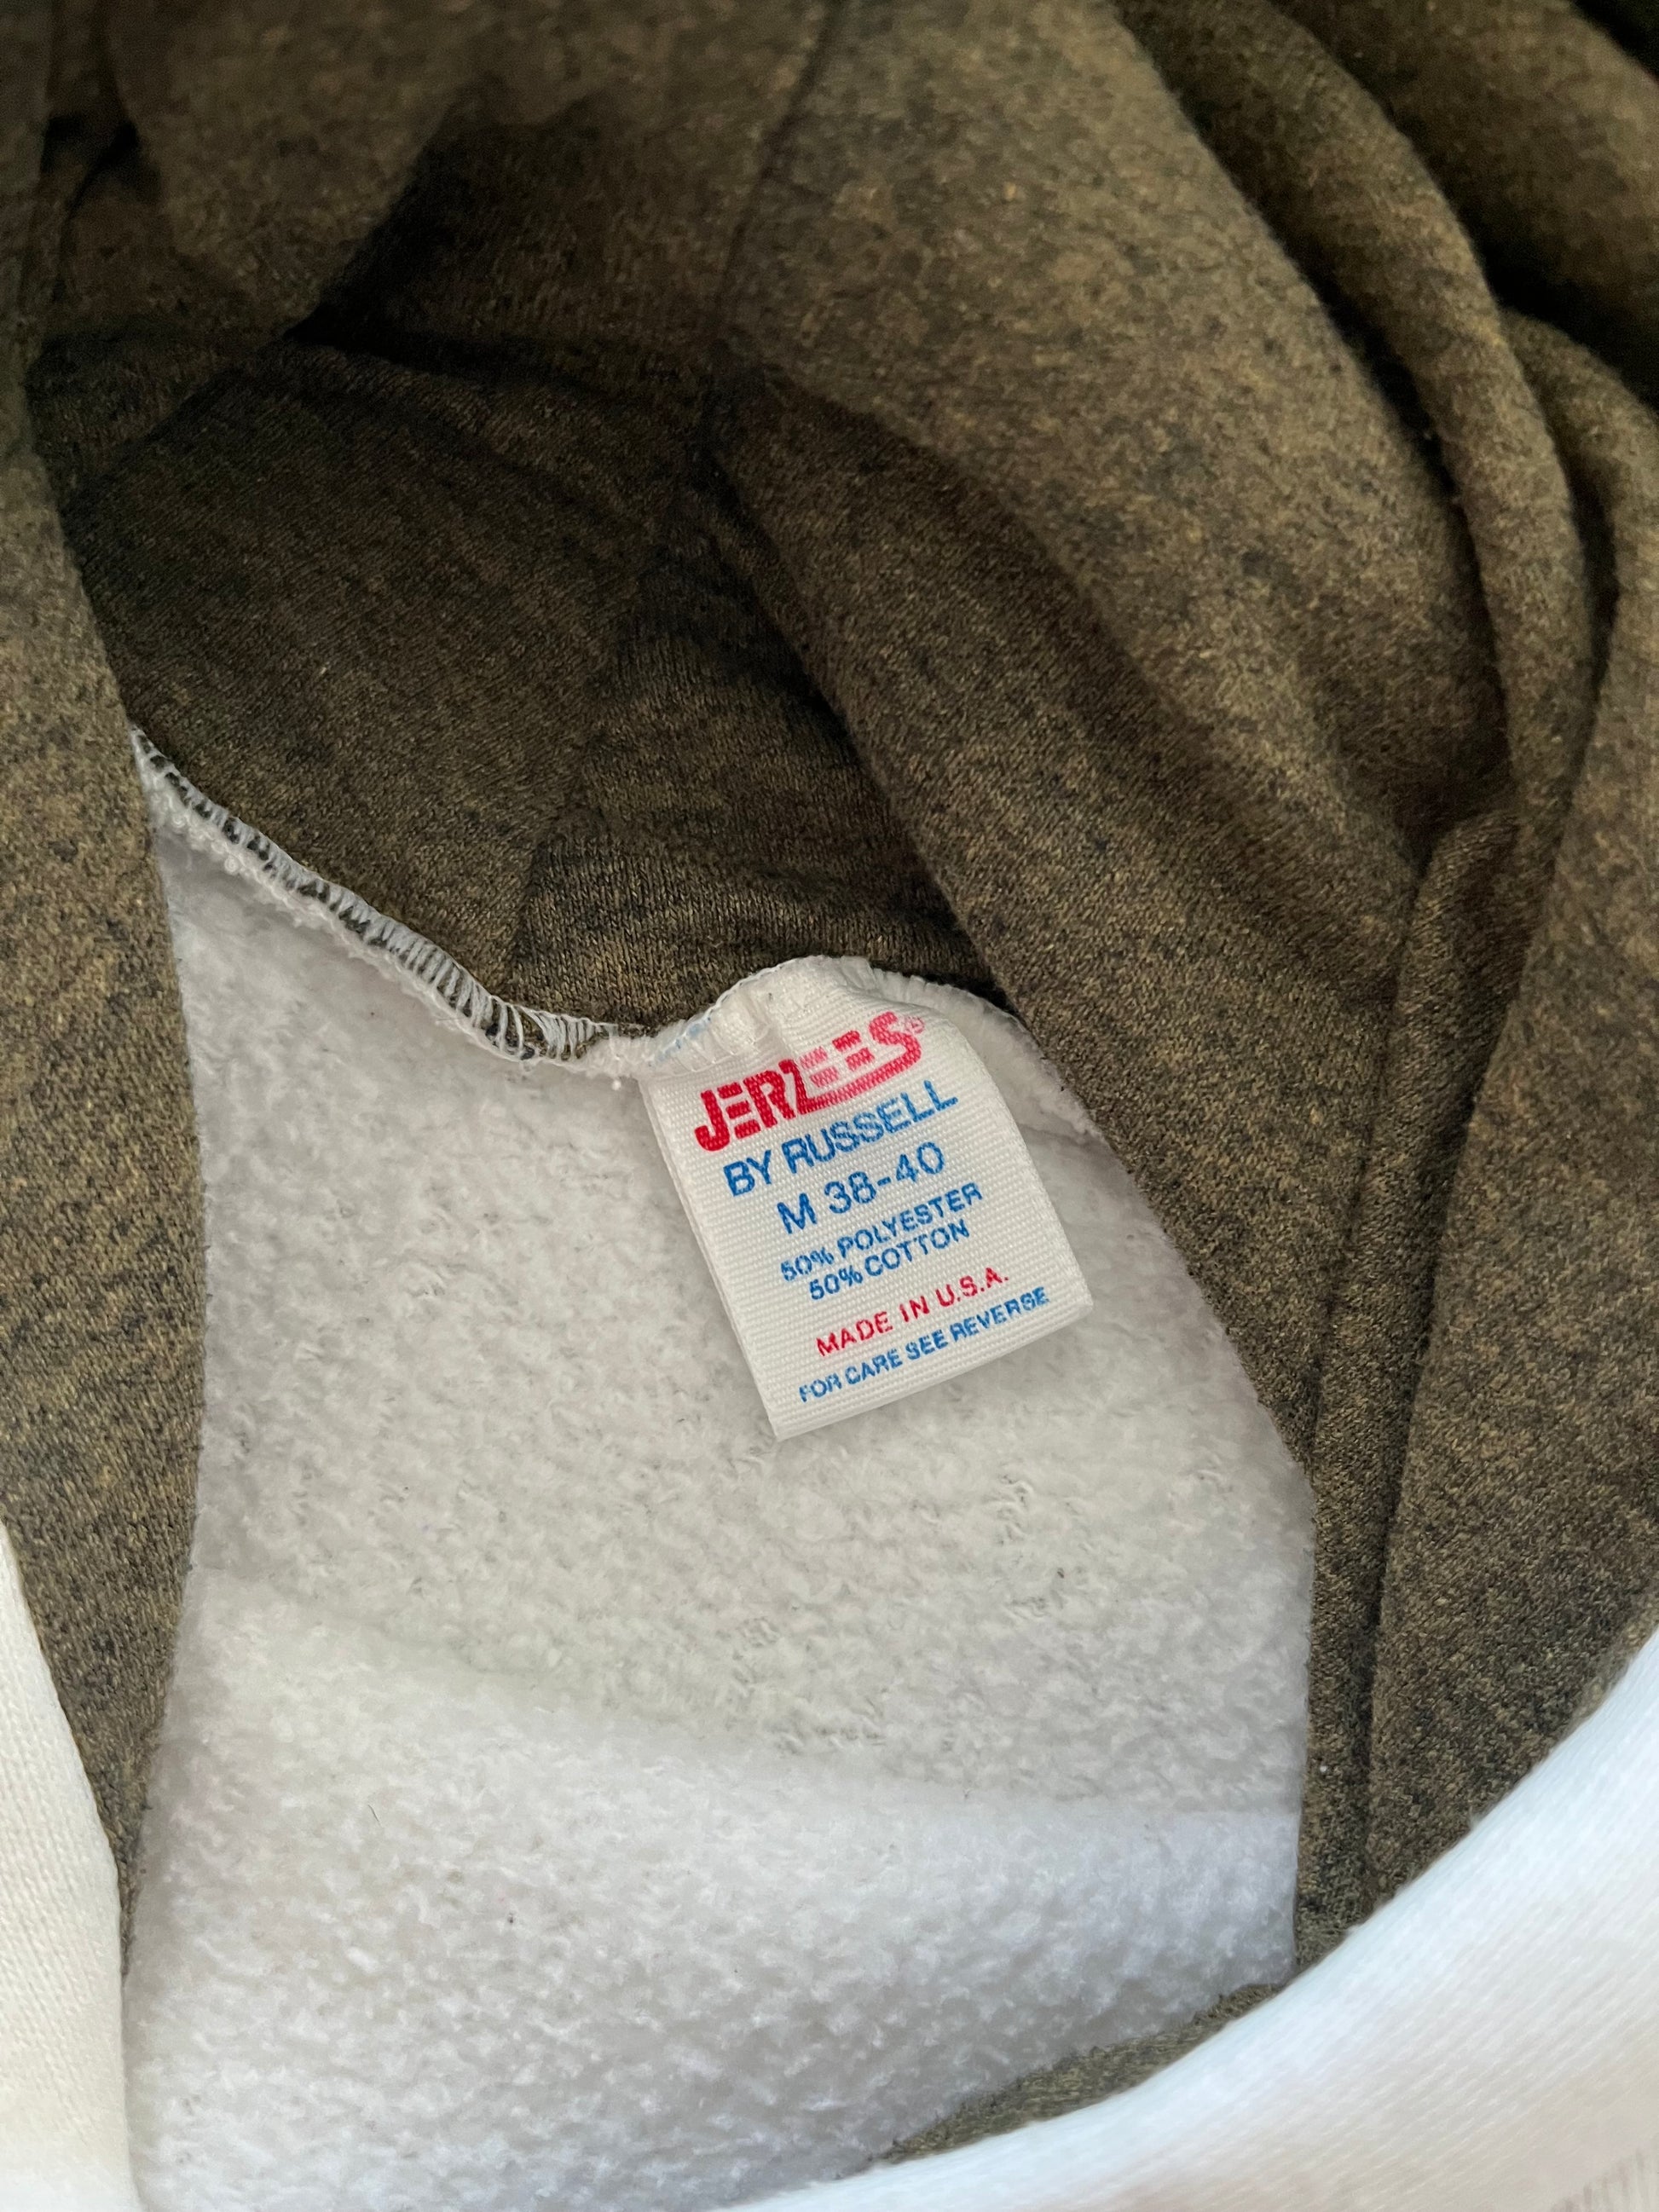 JERZEES®
BY RUSSELL
M 38-40
50% POLYESTER
50% COTTON
MADE IN U.S.A.
FOR CARE SEE REVERSE